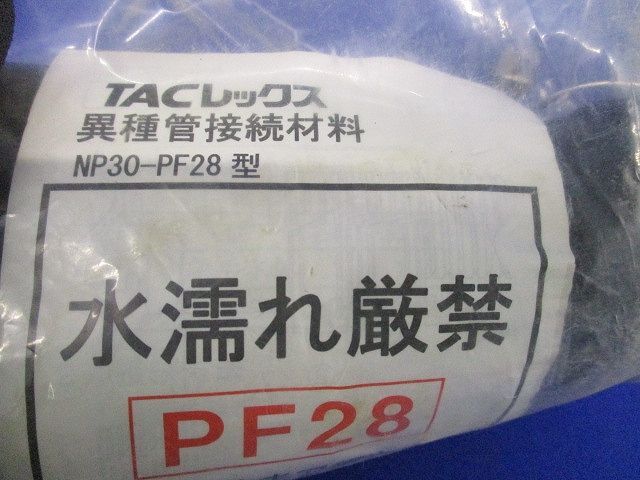 TACレックス
異種管接続材料
NP30-PF28 型
水濡れ厳禁
PF28